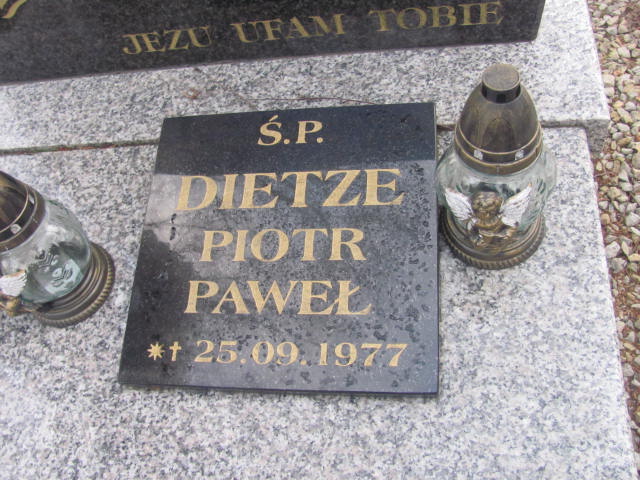 JEZU UFAM TOBIE
Ś.P.
DIETZE
PIOTR
PAWEŁ
*† 25.09.1977